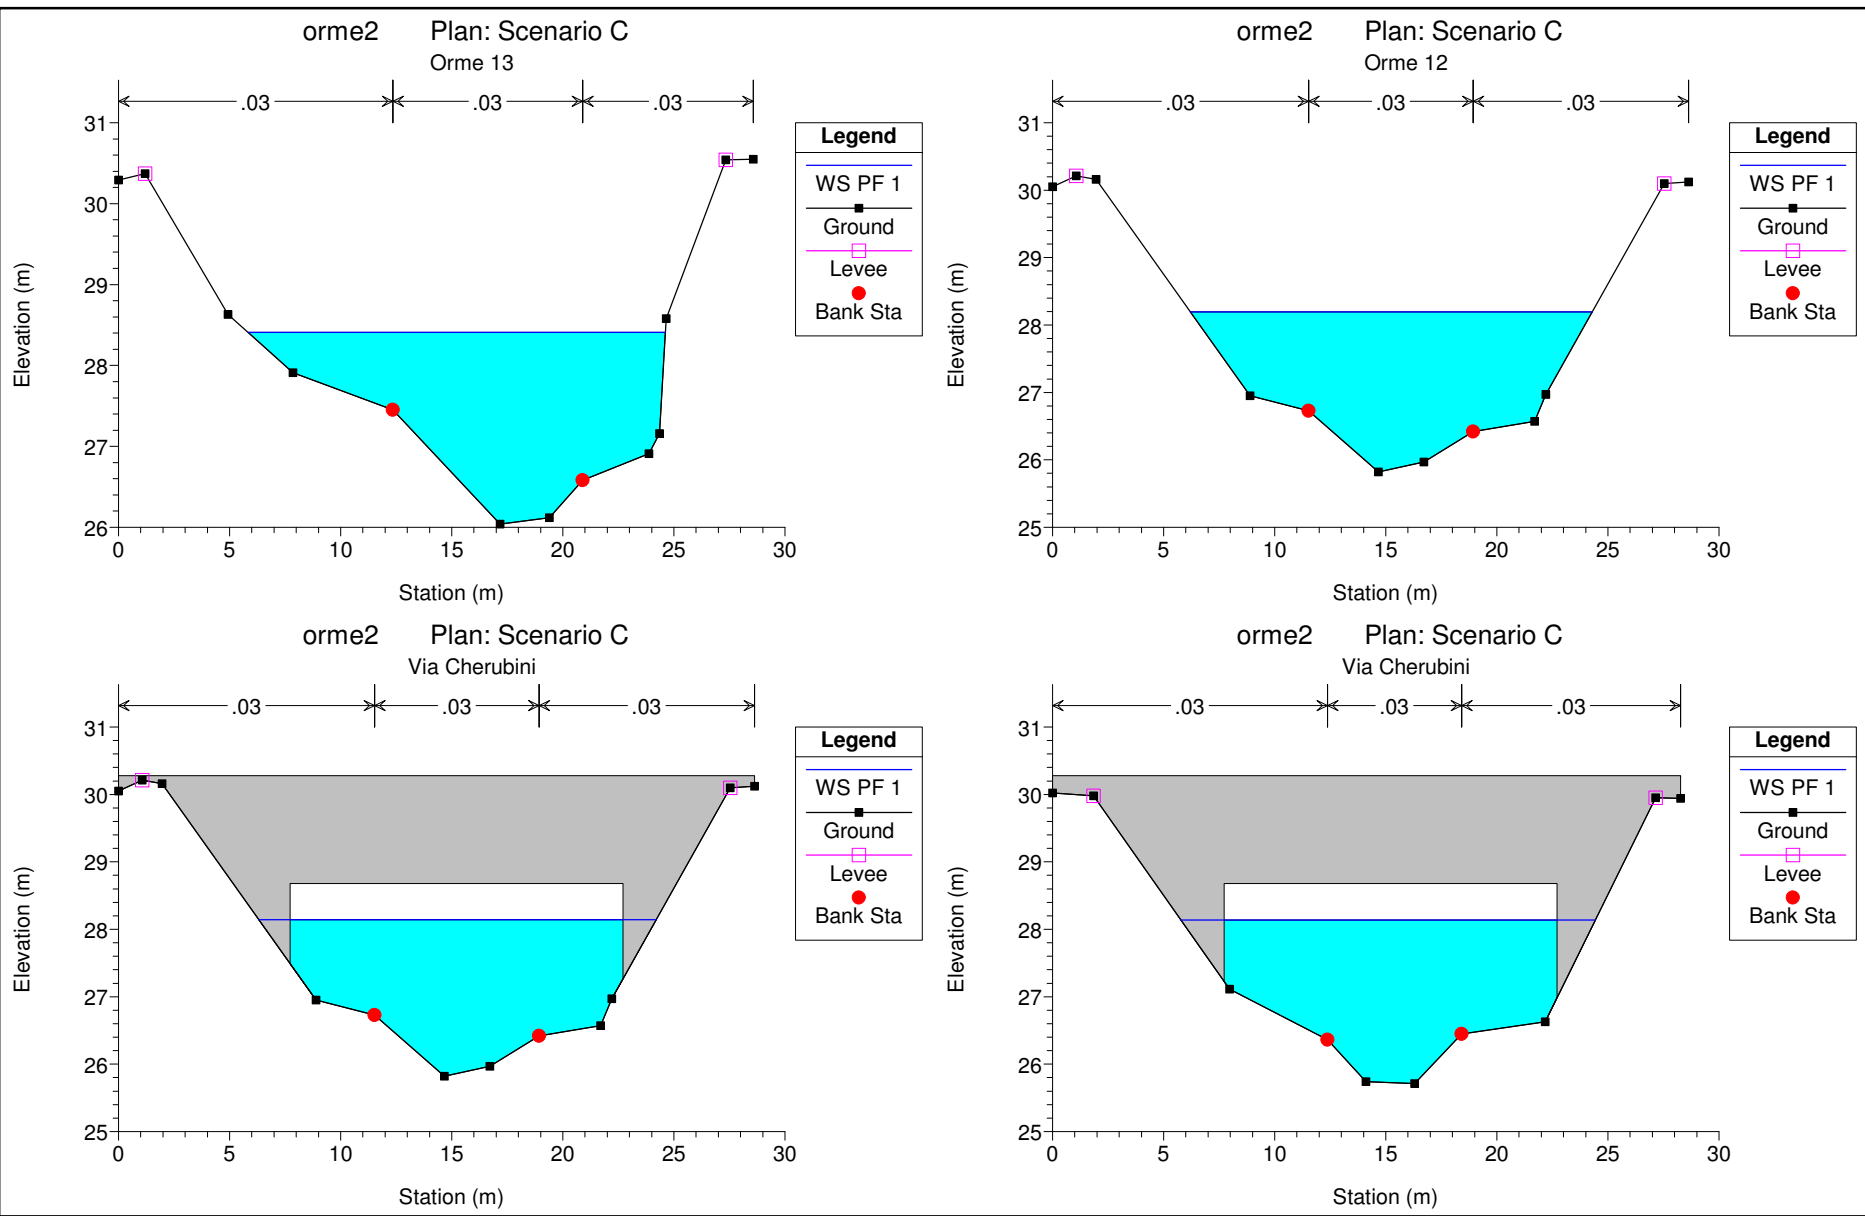 orme2 Plan: Scenario C
Orme 13
.03 .03 .03
31
30
29
28
27
26
0 5 10 15 20 25 30
Station (m)
Elevation (m)
Legend
WS PF 1
Ground
Levee
Bank Sta
orme2 Plan: Scenario C
Orme 12
.03 .03 .03
31
30
29
28
27
26
25
0 5 10 15 20 25 30
Station (m)
Elevation (m)
Legend
WS PF 1
Ground
Levee
Bank Sta
orme2 Plan: Scenario C
Via Cherubini
.03 .03 .03
31
30
29
28
27
26
25
0 5 10 15 20 25 30
Station (m)
Elevation (m)
Legend
WS PF 1
Ground
Levee
Bank Sta
orme2 Plan: Scenario C
Via Cherubini
.03 .03 .03
31
30
29
28
27
26
25
0 5 10 15 20 25 30
Station (m)
Elevation (m)
Legend
WS PF 1
Ground
Levee
Bank Sta